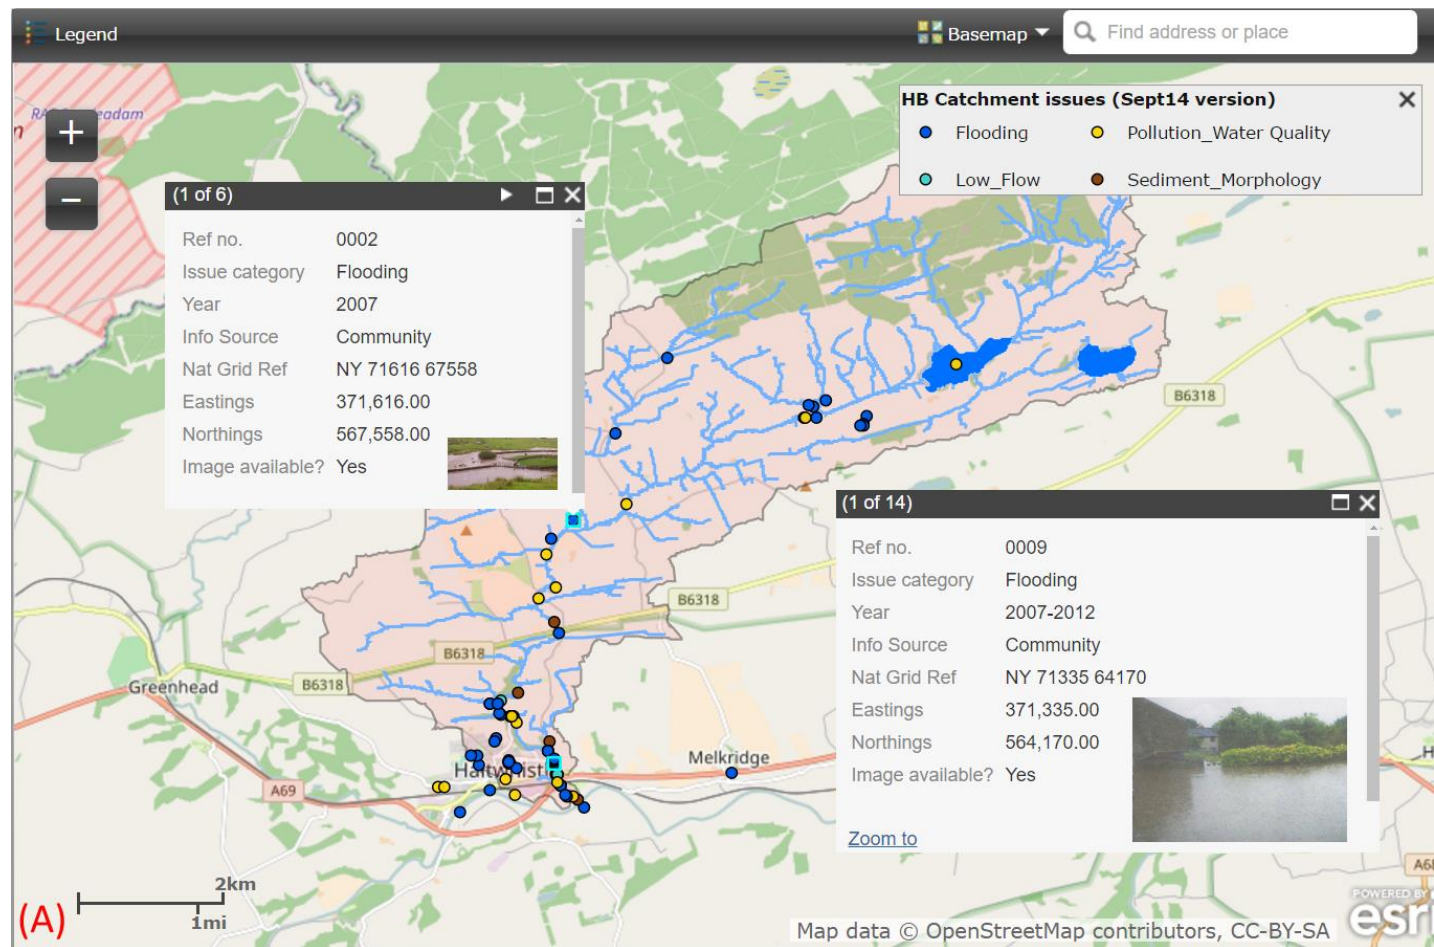 Legend
Basemap
Find address or place
HB Catchment issues (Sept14 version)
Flooding
Pollution_Water Quality
Low_Flow
Sediment_Morphology
(1 of 6)
Ref no. 0002
Issue category Flooding
Year 2007
Info Source Community
Nat Grid Ref NY 71616 67558
Eastings 371,616.00
Northings 567,558.00
Image available? Yes
B6318
(1 of 14)
Ref no. 0009
Issue category Flooding
Year 2007-2012
Info Source Community
Nat Grid Ref NY 71335 64170
Eastings 371,335.00
Northings 564,170.00
Image available? Yes
Zoom to
B6318
B6318
Greenhead
B6318
Melkridge
A69
2km
1mi
(A)
Map data © OpenStreetMap contributors, CC-BY-SA
POWERED BY
esri